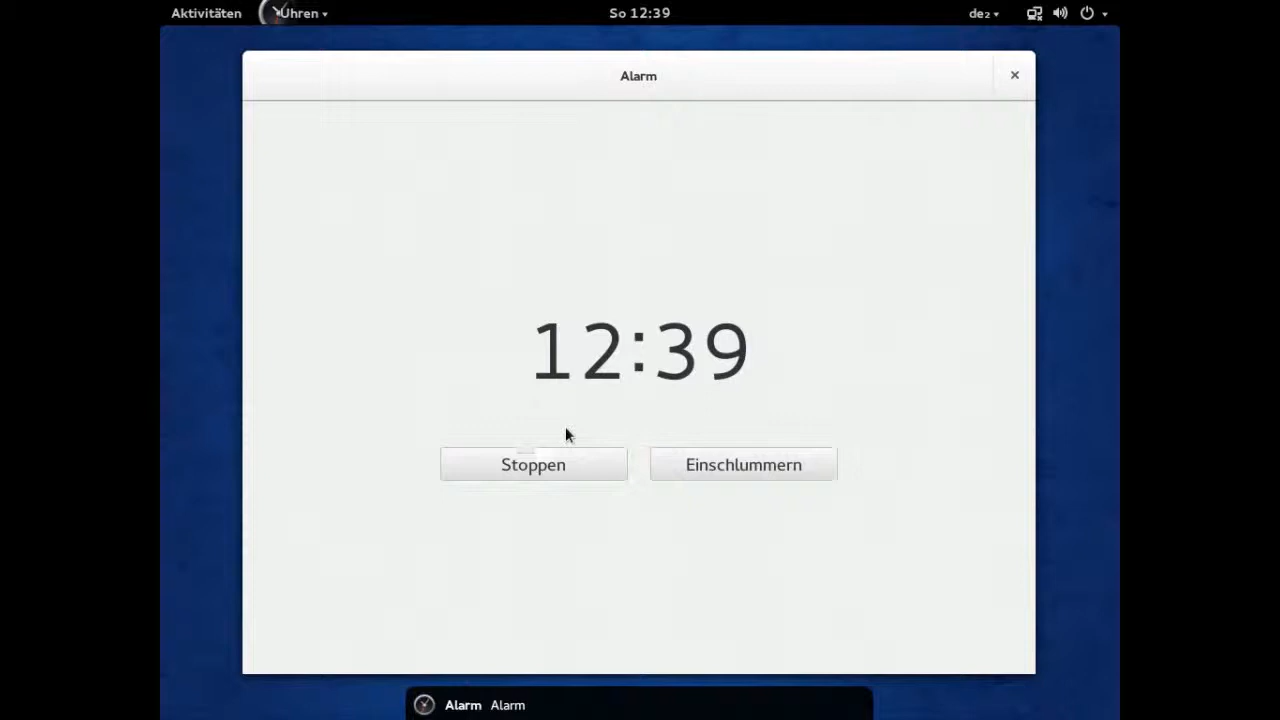 Aktivitäten Uhren So 12:39 de₂
Alarm
12:39
Stoppen Einschlummern
Alarm Alarm